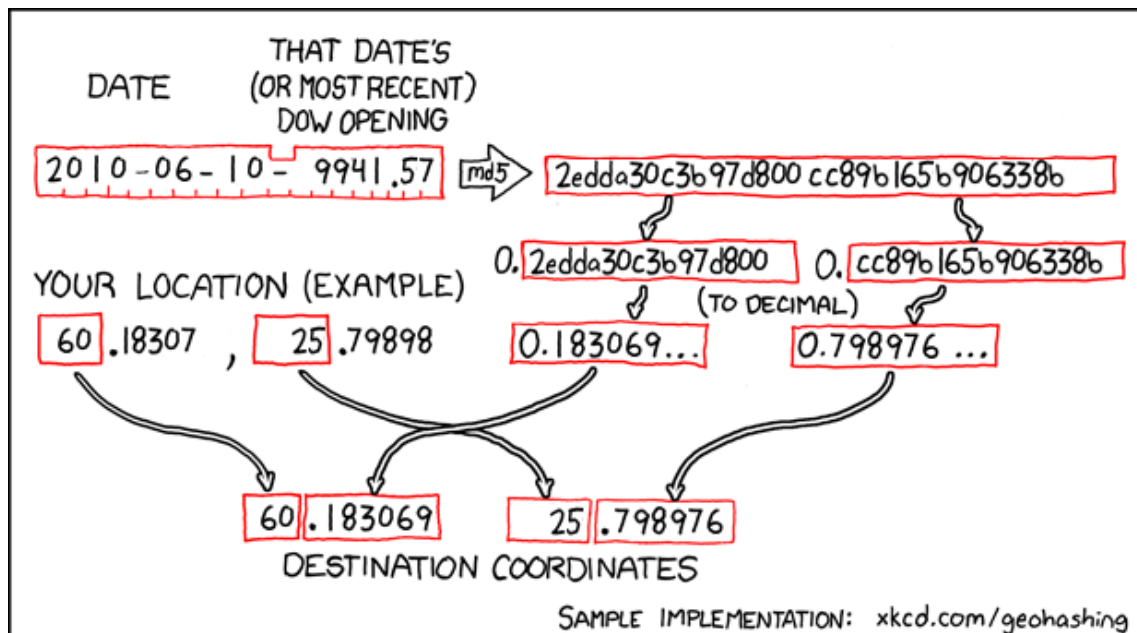 DATE
THAT DATE'S
(OR MOST RECENT)
DOW OPENING
2010-06-10- 9941.57
md5
2edda30c3b97d800cc89b165b906338b
0. 2edda30c3b97d800
0. cc89b165b906338b
(TO DECIMAL)
YOUR LOCATION (EXAMPLE)
60.18307, 25.79898
0.183069...
0.798976 ...
60 .183069
25 .798976
DESTINATION COORDINATES
SAMPLE IMPLEMENTATION: xkcd.com/geohashing